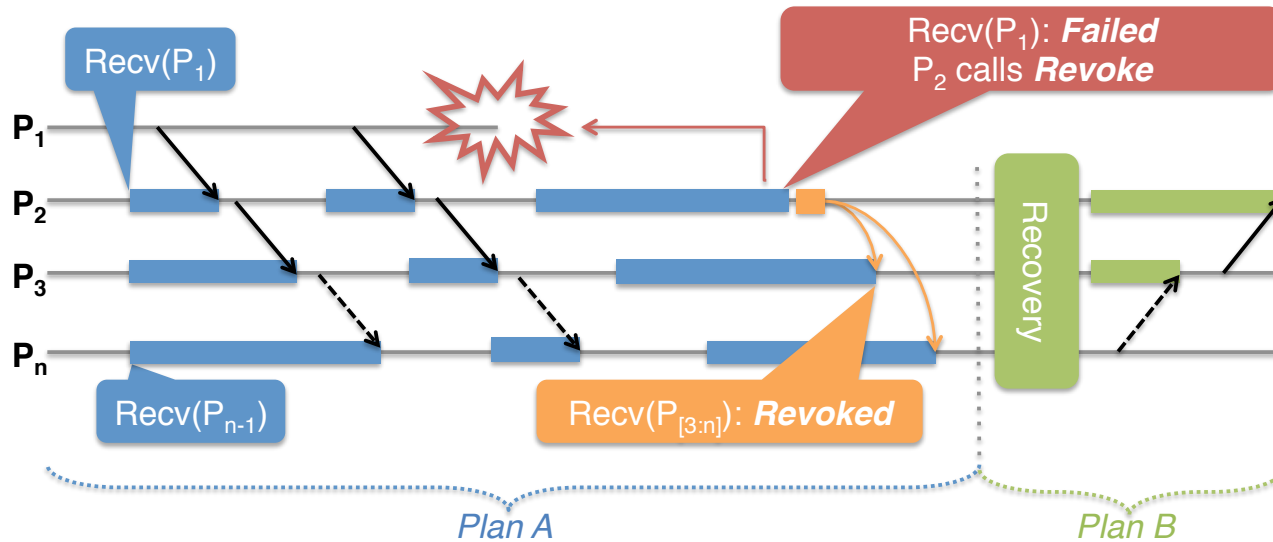 Recv(P1)
Recv(P1): Failed
P2 calls Revoke
P1
P2
P3
Pn
Recovery
Recv(Pn-1)
Recv(P[3:n]): Revoked
Plan A
Plan B